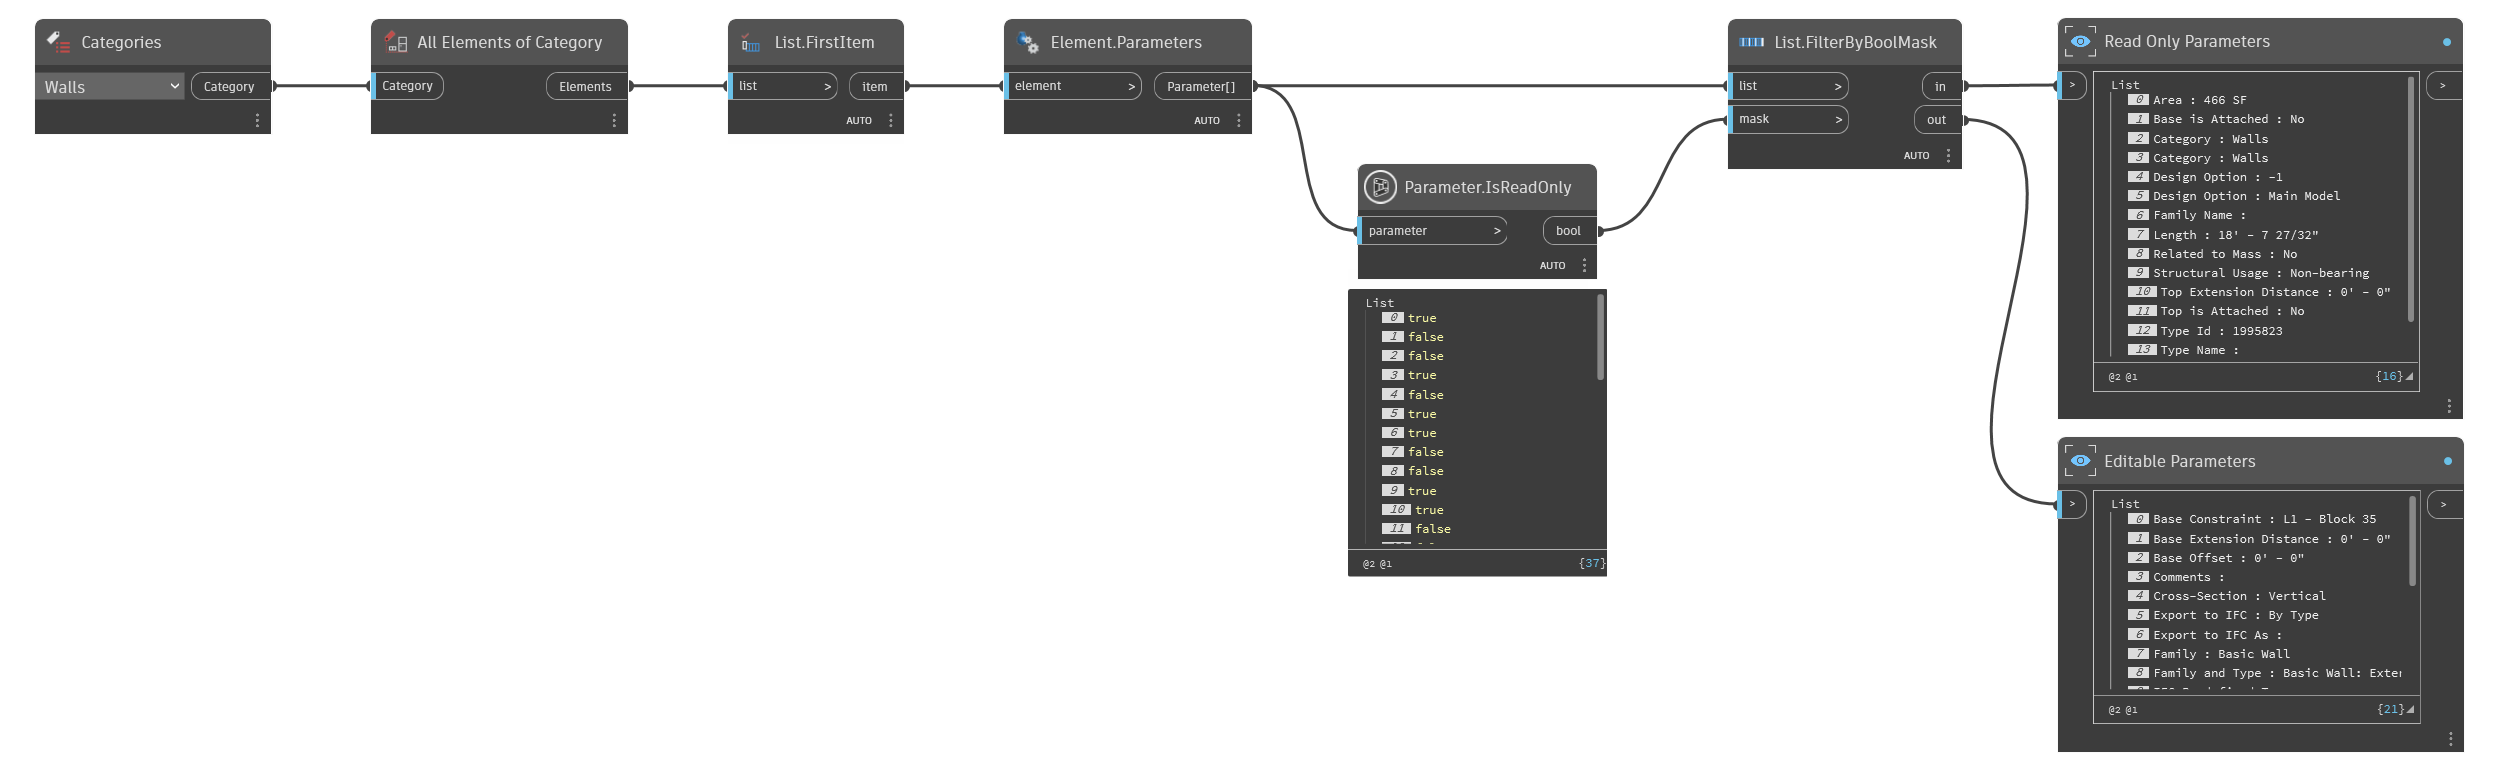 Categories
Walls
Category
All Elements of Category
Category
Elements
List.FirstItem
list >
item
AUTO
Element.Parameters
element >
Parameter[]
AUTO
Parameter.IsReadOnly
parameter >
bool
AUTO
List
0 true
1 false
2 false
3 true
4 false
5 true
6 true
7 false
8 false
9 true
10 true
11 false
@2 @1
{37}
List.FilterByBoolMask
list >
in
mask >
out
AUTO
Read Only Parameters
>
>
List
0 Area : 466 SF
1 Base is Attached : No
2 Category : Walls
3 Category : Walls
4 Design Option : -1
5 Design Option : Main Model
6 Family Name :
7 Length : 18' - 7 27/32"
8 Related to Mass : No
9 Structural Usage : Non-bearing
10 Top Extension Distance : 0' - 0"
11 Top is Attached : No
12 Type Id : 1995823
13 Type Name :
@2 @1
{16}
Editable Parameters
>
>
List
0 Base Constraint : L1 - Block 35
1 Base Extension Distance : 0' - 0"
2 Base Offset : 0' - 0"
3 Comments :
4 Cross-Section : Vertical
5 Export to IFC : By Type
6 Export to IFC As :
7 Family : Basic Wall
8 Family and Type : Basic Wall: Exter
@2 @1
{21}